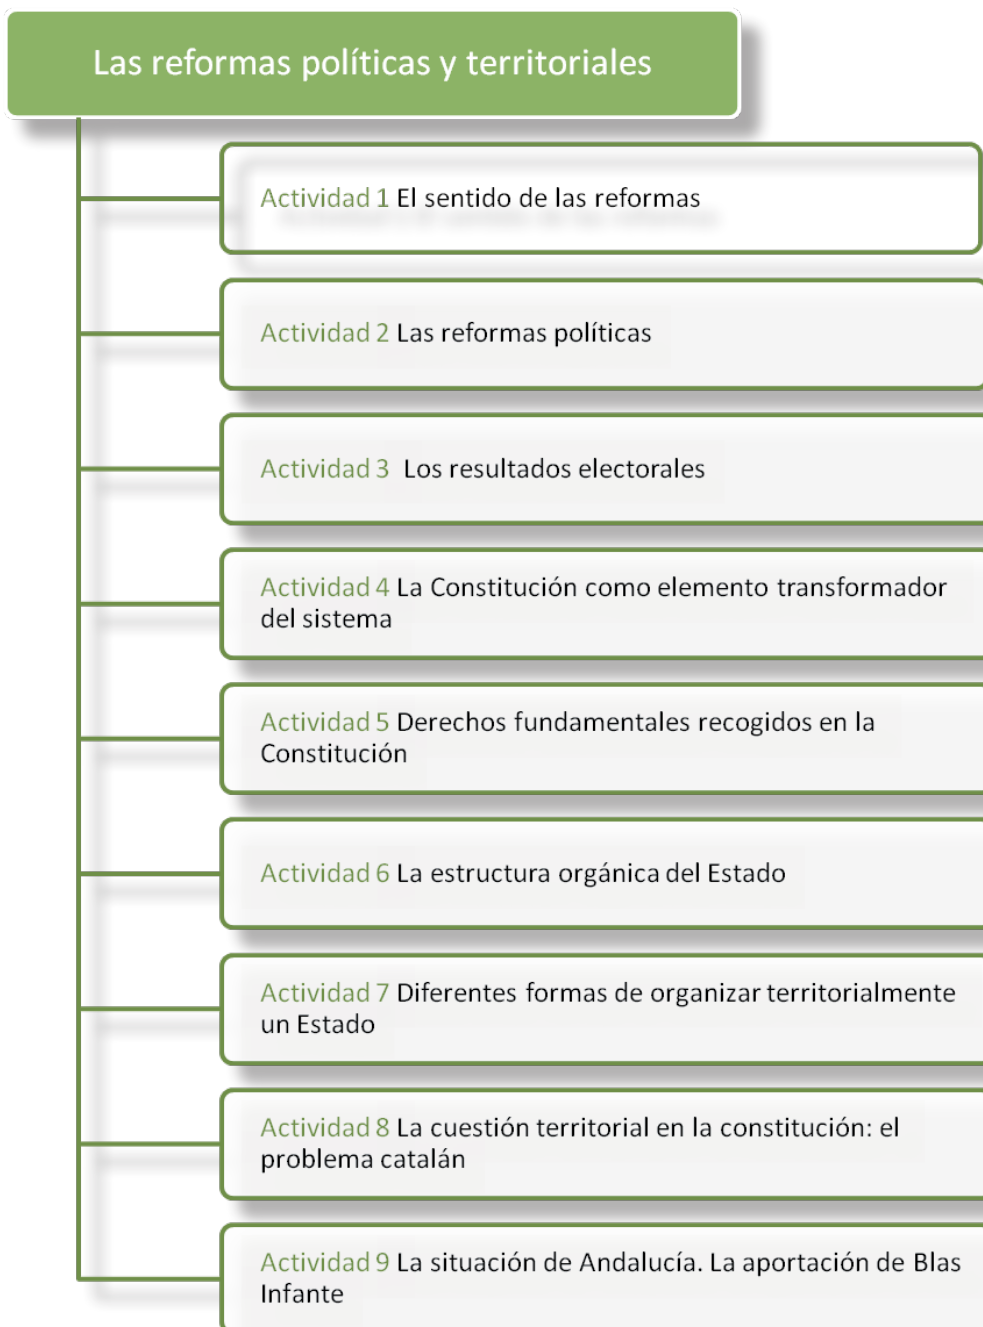 Las reformas políticas y territoriales
Actividad 1 El sentido de las reformas
Actividad 2 Las reformas políticas
Actividad 3 Los resultados electorales
Actividad 4 La Constitución como elemento transformador
del sistema
Actividad 5 Derechos fundamentales recogidos en la
Constitución
Actividad 6 La estructura orgánica del Estado
Actividad 7 Diferentes formas de organizar territorialmente
un Estado
Actividad 8 La cuestión territorial en la constitución: el
problema catalán
Actividad 9 La situación de Andalucía. La aportación de Blas
Infante